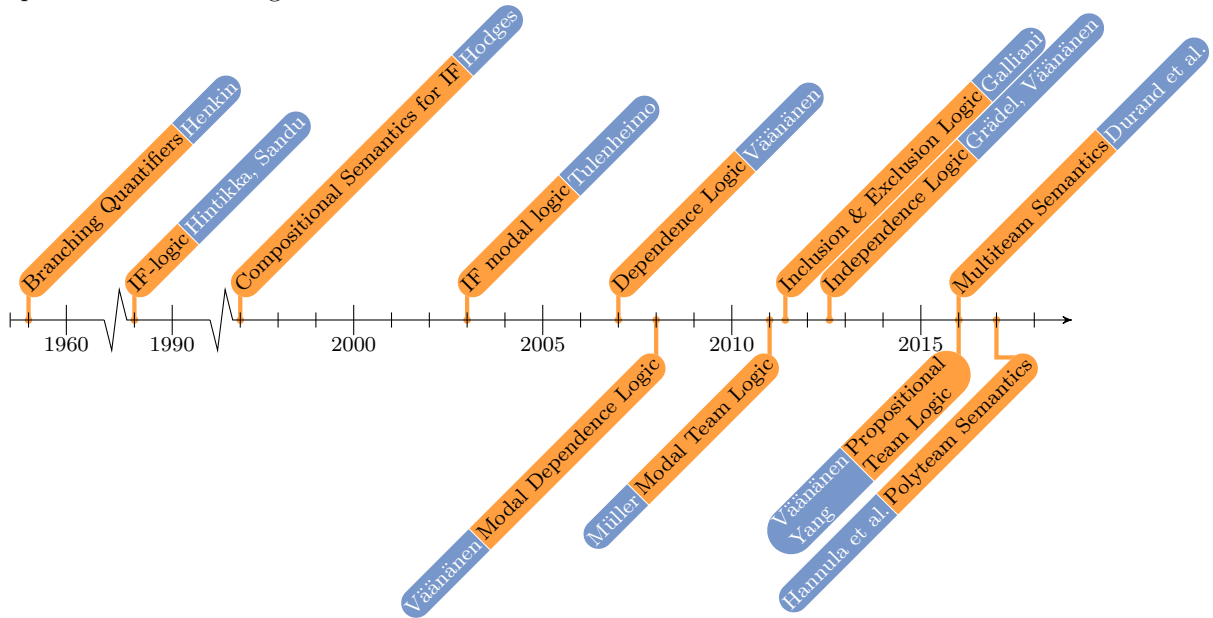 Branching Quantifiers Henkin
IF-logic Hintikka, Sandu
Compositional Semantics for IF Hodges
IF modal logic Tulenheimo
Dependence Logic Väänänen
Inclusion & Exclusion Logic Galliani
Independence Logic Grädel, Väänänen
Multiteam Semantics Durand et al.
1960
1990
2000
2005
2010
2015
Väänänen Modal Dependence Logic
Müller Modal Team Logic
Väänänen Propositional
Yang Team Logic
Hannula et al. Polyteam Semantics